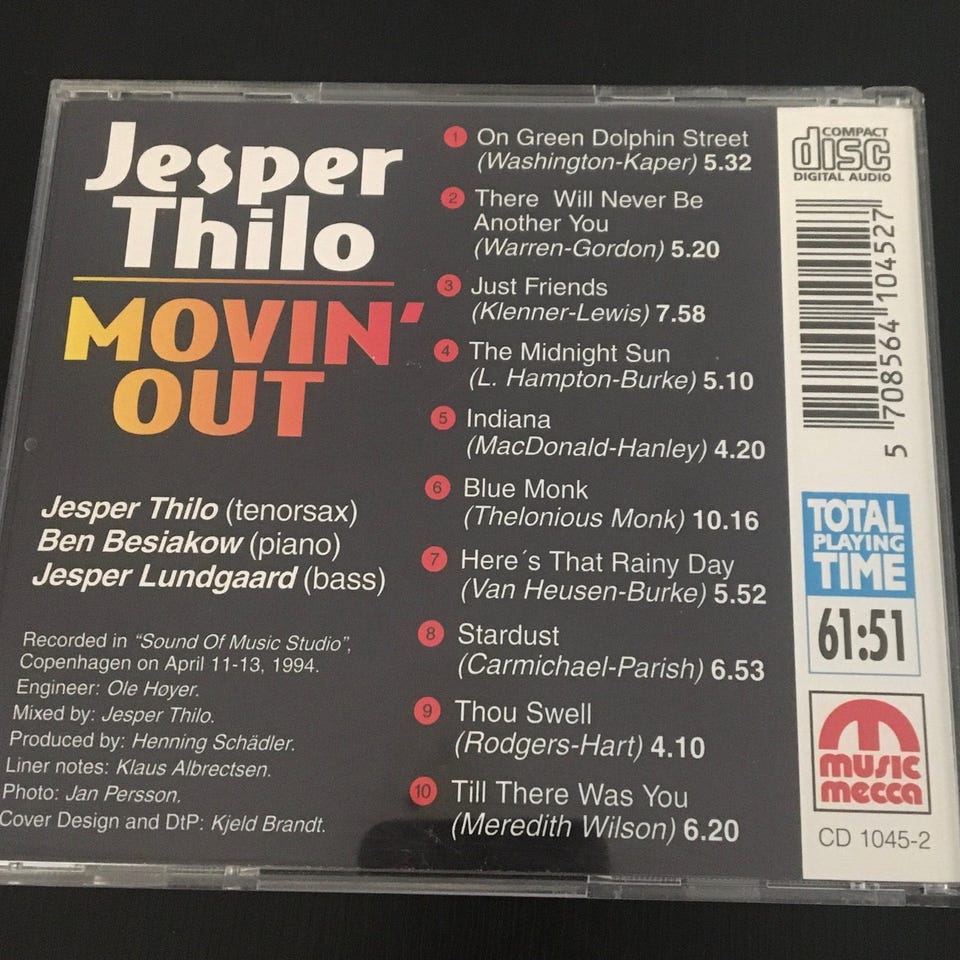 Jesper
Thilo
MOVIN'
OUT
Jesper Thilo (tenorsax)
Ben Besiakow (piano)
Jesper Lundgaard (bass)
Recorded in “Sound Of Music Studio”,
Copenhagen on April 11-13, 1994.
Engineer: Ole Høyer.
Mixed by: Jesper Thilo.
Produced by: Henning Schädler.
Liner notes: Klaus Albrectsen.
Photo: Jan Persson.
Cover Design and DtP: Kjeld Brandt.
1 On Green Dolphin Street
(Washington-Kaper) 5.32
2 There Will Never Be
Another You
(Warren-Gordon) 5.20
3 Just Friends
(Klenner-Lewis) 7.58
4 The Midnight Sun
(L. Hampton-Burke) 5.10
5 Indiana
(MacDonald-Hanley) 4.20
6 Blue Monk
(Thelonious Monk) 10.16
7 Here´s That Rainy Day
(Van Heusen-Burke) 5.52
8 Stardust
(Carmichael-Parish) 6.53
9 Thou Swell
(Rodgers-Hart) 4.10
10 Till There Was You
(Meredith Wilson) 6.20
COMPACT
disc
DIGITAL AUDIO
5 708564 104527
TOTAL
PLAYING
TIME
61:51
music
mecca
CD 1045-2